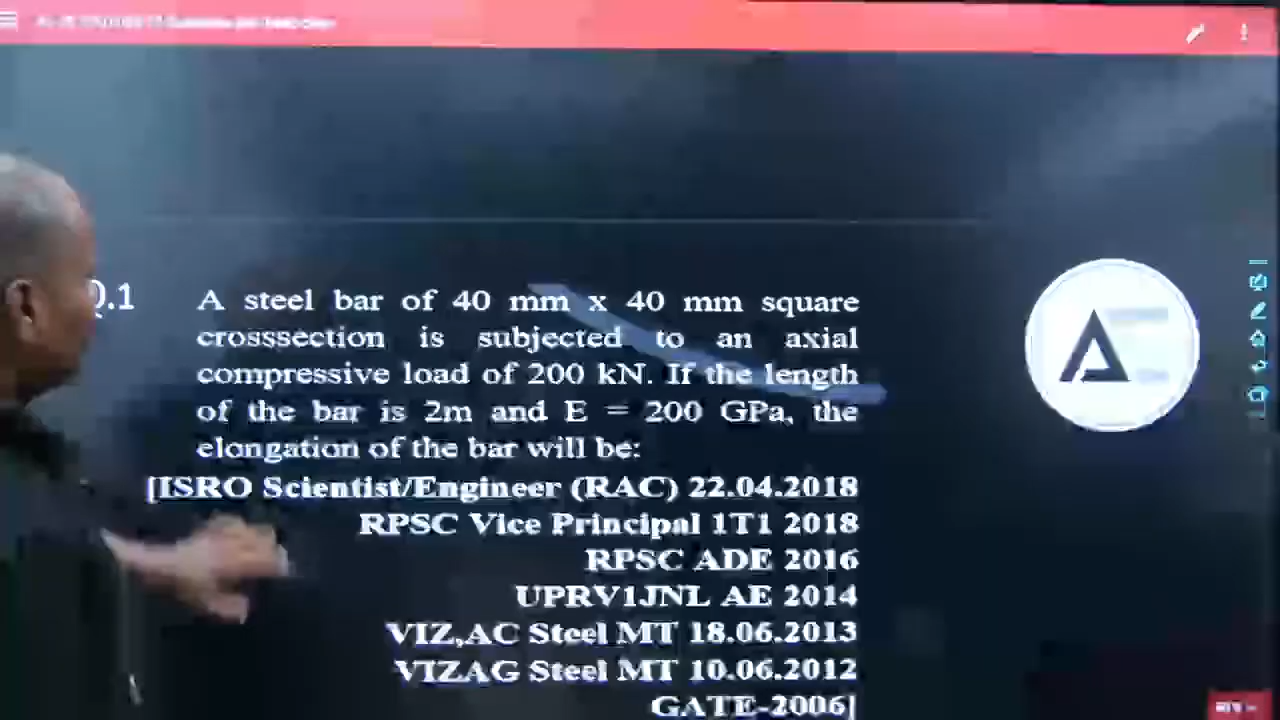 Q.1
A steel bar of 40 mm x 40 mm square
crosssection is subjected to an axial
compressive load of 200 kN. If the length
of the bar is 2m and E = 200 GPa, the
elongation of the bar will be:
[ISRO Scientist/Engineer (RAC) 22.04.2018
RPSC Vice Principal 1T1 2018
RPSC ADE 2016
UPRV1JNL AE 2014
VIZ,AC Steel MT 18.06.2013
VIZAG Steel MT 10.06.2012
GATE-2006]